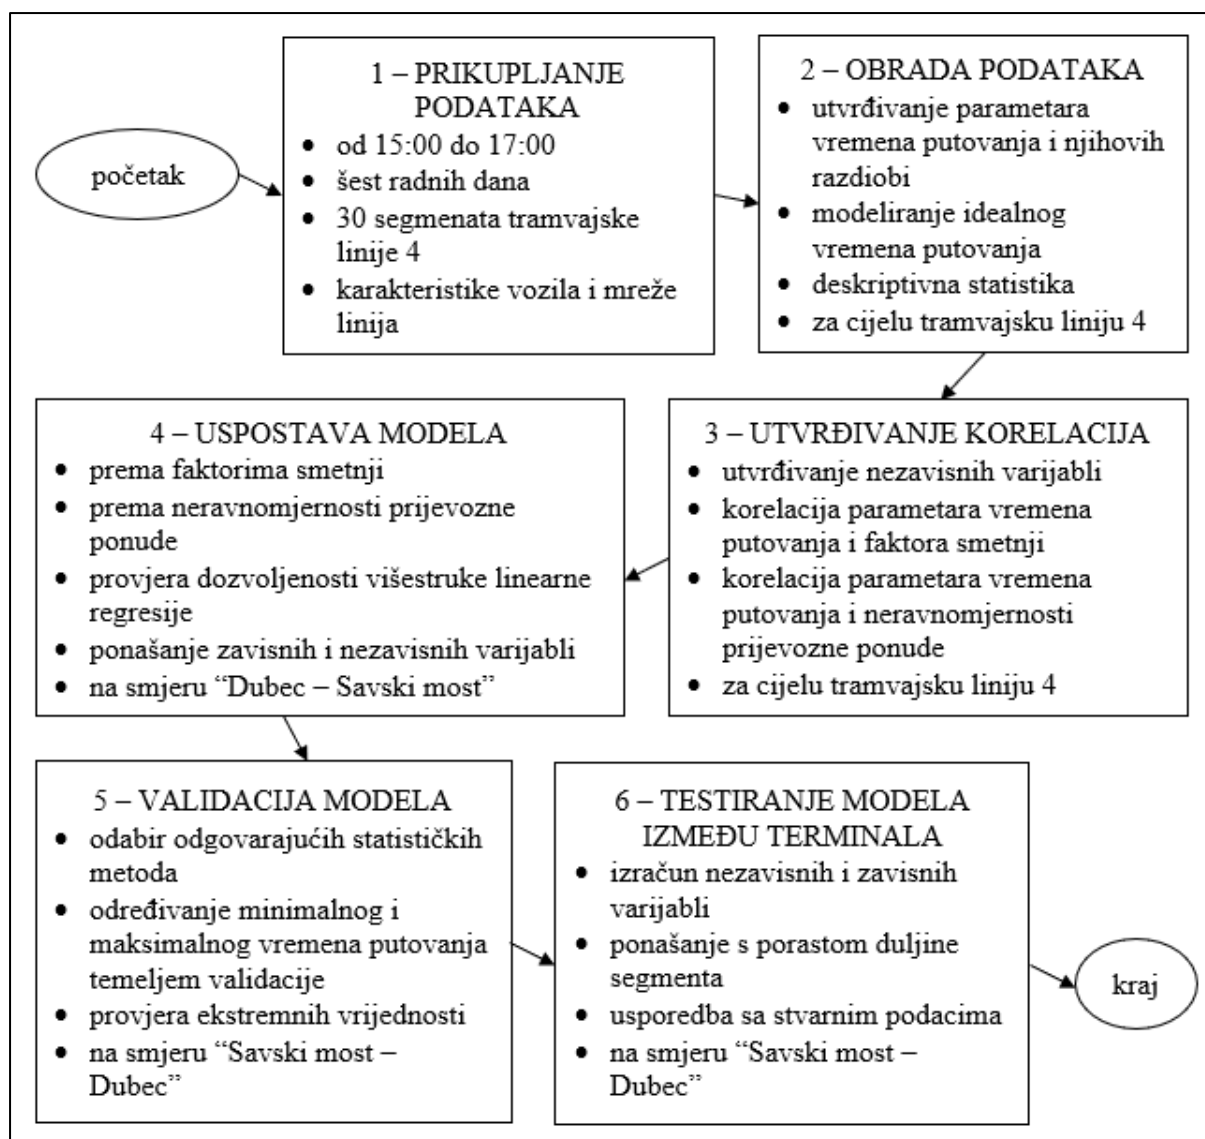 početak
1 – PRIKUPLJANJE
PODATAKA
• od 15:00 do 17:00
• šest radnih dana
• 30 segmenata tramvajske
linije 4
• karakteristike vozila i mreže
linija
2 – OBRADA PODATAKA
• utvrđivanje parametara
vremena putovanja i njihovih
razdiobi
• modeliranje idealnog
vremena putovanja
• deskriptivna statistika
• za cijelu tramvajsku liniju 4
3 – UTVRĐIVANJE KORELACIJA
• utvrđivanje nezavisnih varijabli
• korelacija parametara vremena
putovanja i faktora smetnji
• korelacija parametara vremena
putovanja i neravnomjernosti
prijevozne ponude
• za cijelu tramvajsku liniju 4
4 – USPOSTAVA MODELA
• prema faktorima smetnji
• prema neravnomjernosti prijevozne
ponude
• provjera dozvoljenosti višestruke linearne
regresije
• ponašanje zavisnih i nezavisnih varijabli
• na smjeru “Dubec – Savski most”
5 – VALIDACIJA MODELA
• odabir odgovarajućih statističkih
metoda
• određivanje minimalnog i
maksimalnog vremena putovanja
temeljem validacije
• provjera ekstremnih vrijednosti
• na smjeru “Savski most –
Dubec”
6 – TESTIRANJE MODELA
IZMEĐU TERMINALA
• izračun nezavisnih i zavisnih
varijabli
• ponašanje s porastom duljine
segmenta
• usporedba sa stvarnim podacima
• na smjeru “Savski most –
Dubec”
kraj